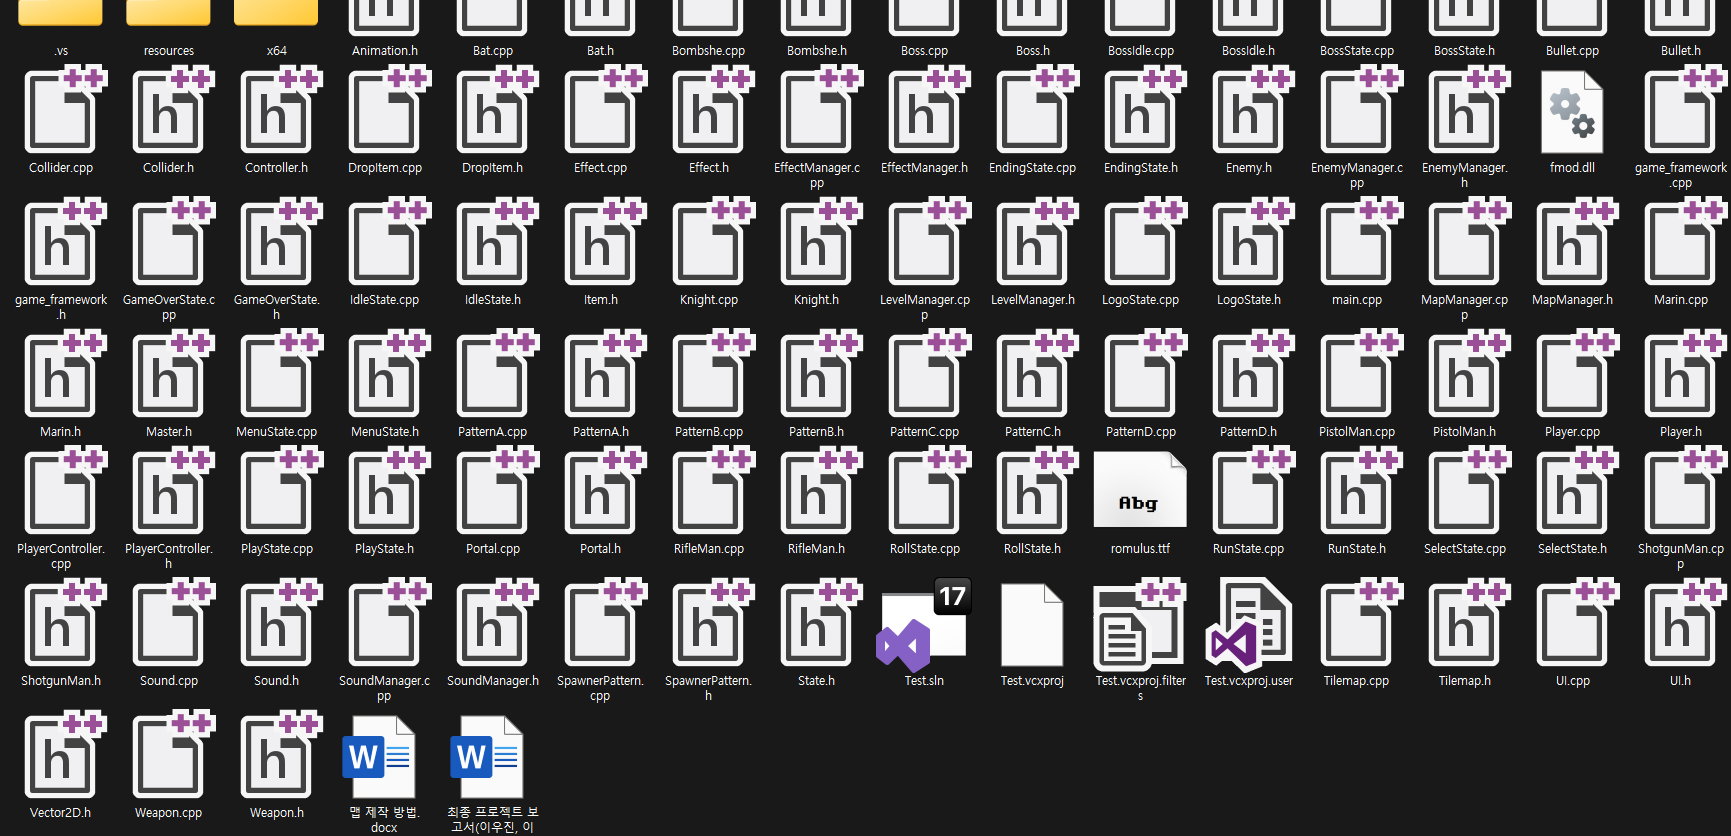 .vs resources x64 Animation.h Bat.cpp Bat.h Bombshe.cpp Bombshe.h Boss.cpp Boss.h BossIdle.cpp BossIdle.h BossState.cpp BossState.h Bullet.cpp Bullet.h
Collider.cpp Collider.h Controller.h DropItem.cpp DropItem.h Effect.cpp Effect.h EffectManager.c EffectManager.h EndingState.cpp EndingState.h Enemy.h EnemyManager.c EnemyManager. fmod.dll game_framework
pp pp h .cpp
game_framework GameOverState.c GameOverState. IdleState.cpp IdleState.h Item.h Knight.cpp Knight.h LevelManager.cp LevelManager.h LogoState.cpp LogoState.h main.cpp MapManager.cp MapManager.h Marin.cpp
.h pp h p p
Marin.h Master.h MenuState.cpp MenuState.h PatternA.cpp PatternA.h PatternB.cpp PatternB.h PatternC.cpp PatternC.h PatternD.cpp PatternD.h PistolMan.cpp PistolMan.h Player.cpp Player.h
Abg
PlayerController. PlayerController. PlayState.cpp PlayState.h Portal.cpp Portal.h RifleMan.cpp RifleMan.h RollState.cpp RollState.h romulus.ttf RunState.cpp RunState.h SelectState.cpp SelectState.h ShotgunMan.cp
cpp h p
17
ShotgunMan.h Sound.cpp Sound.h SoundManager.c SoundManager.h SpawnerPattern. SpawnerPattern. State.h Test.sln Test.vcxproj Test.vcxproj.filter Test.vcxproj.user Tilemap.cpp Tilemap.h UI.cpp UI.h
pp cpp h s
W W
Vector2D.h Weapon.cpp Weapon.h 맵 제작 방법. 최종 프로젝트 보
docx 고서(이우진, 이